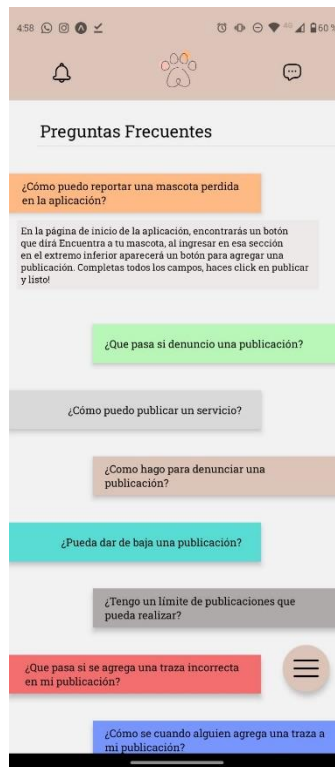 4:58
4G
60 %
Preguntas Frecuentes
¿Cómo puedo reportar una mascota perdida
en la aplicación?
En la página de inicio de la aplicación, encontrarás un botón
que dirá Encuentra a tu mascota, al ingresar en esa sección
en el extremo inferior aparecerá un botón para agregar una
publicación. Completas todos los campos, haces click en publicar
y listo!
¿Que pasa si denuncio una publicación?
¿Cómo puedo publicar un servicio?
¿Como hago para denunciar una
publicación?
¿Pueda dar de baja una publicación?
¿Tengo un límite de publicaciones que
pueda realizar?
¿Que pasa si se agrega una traza incorrecta
en mi publicación?
¿Cómo se cuando alguien agrega una traza a
mi publicación?